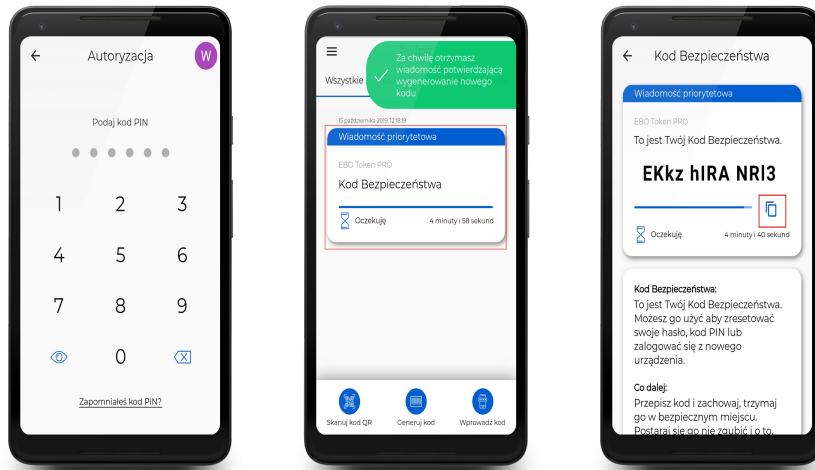 Autoryzacja
W
Podaj kod PIN
1 2 3
4 5 6
7 8 9
0
Zapomniałeś kod PIN?
Wszystkie
Za chwilę otrzymasz
wiadomość potwierdzającą
wygenerowanie nowego
kodu
15 października 2019, 12:18:19
Wiadomość priorytetowa
EBO Token PRO
Kod Bezpieczeństwa
Oczekuję 4 minuty i 58 sekund
Skanuj kod QR Generuj kod Wprowadź kod
Kod Bezpieczeństwa
Wiadomość priorytetowa
EBO Token PRO
To jest Twój Kod Bezpieczeństwa.
EKkz hIRA NRl3
Oczekuję 4 minuty i 40 sekund
Kod Bezpieczeństwa:
To jest Twój Kod Bezpieczeństwa.
Możesz go użyć aby zresetować
swoje hasło, kod PIN lub
zalogować się z nowego
urządzenia.
Co dalej:
Przepisz kod i zachowaj, trzymaj
go w bezpiecznym miejscu.
Postaraj się go nie zgubić i o to,